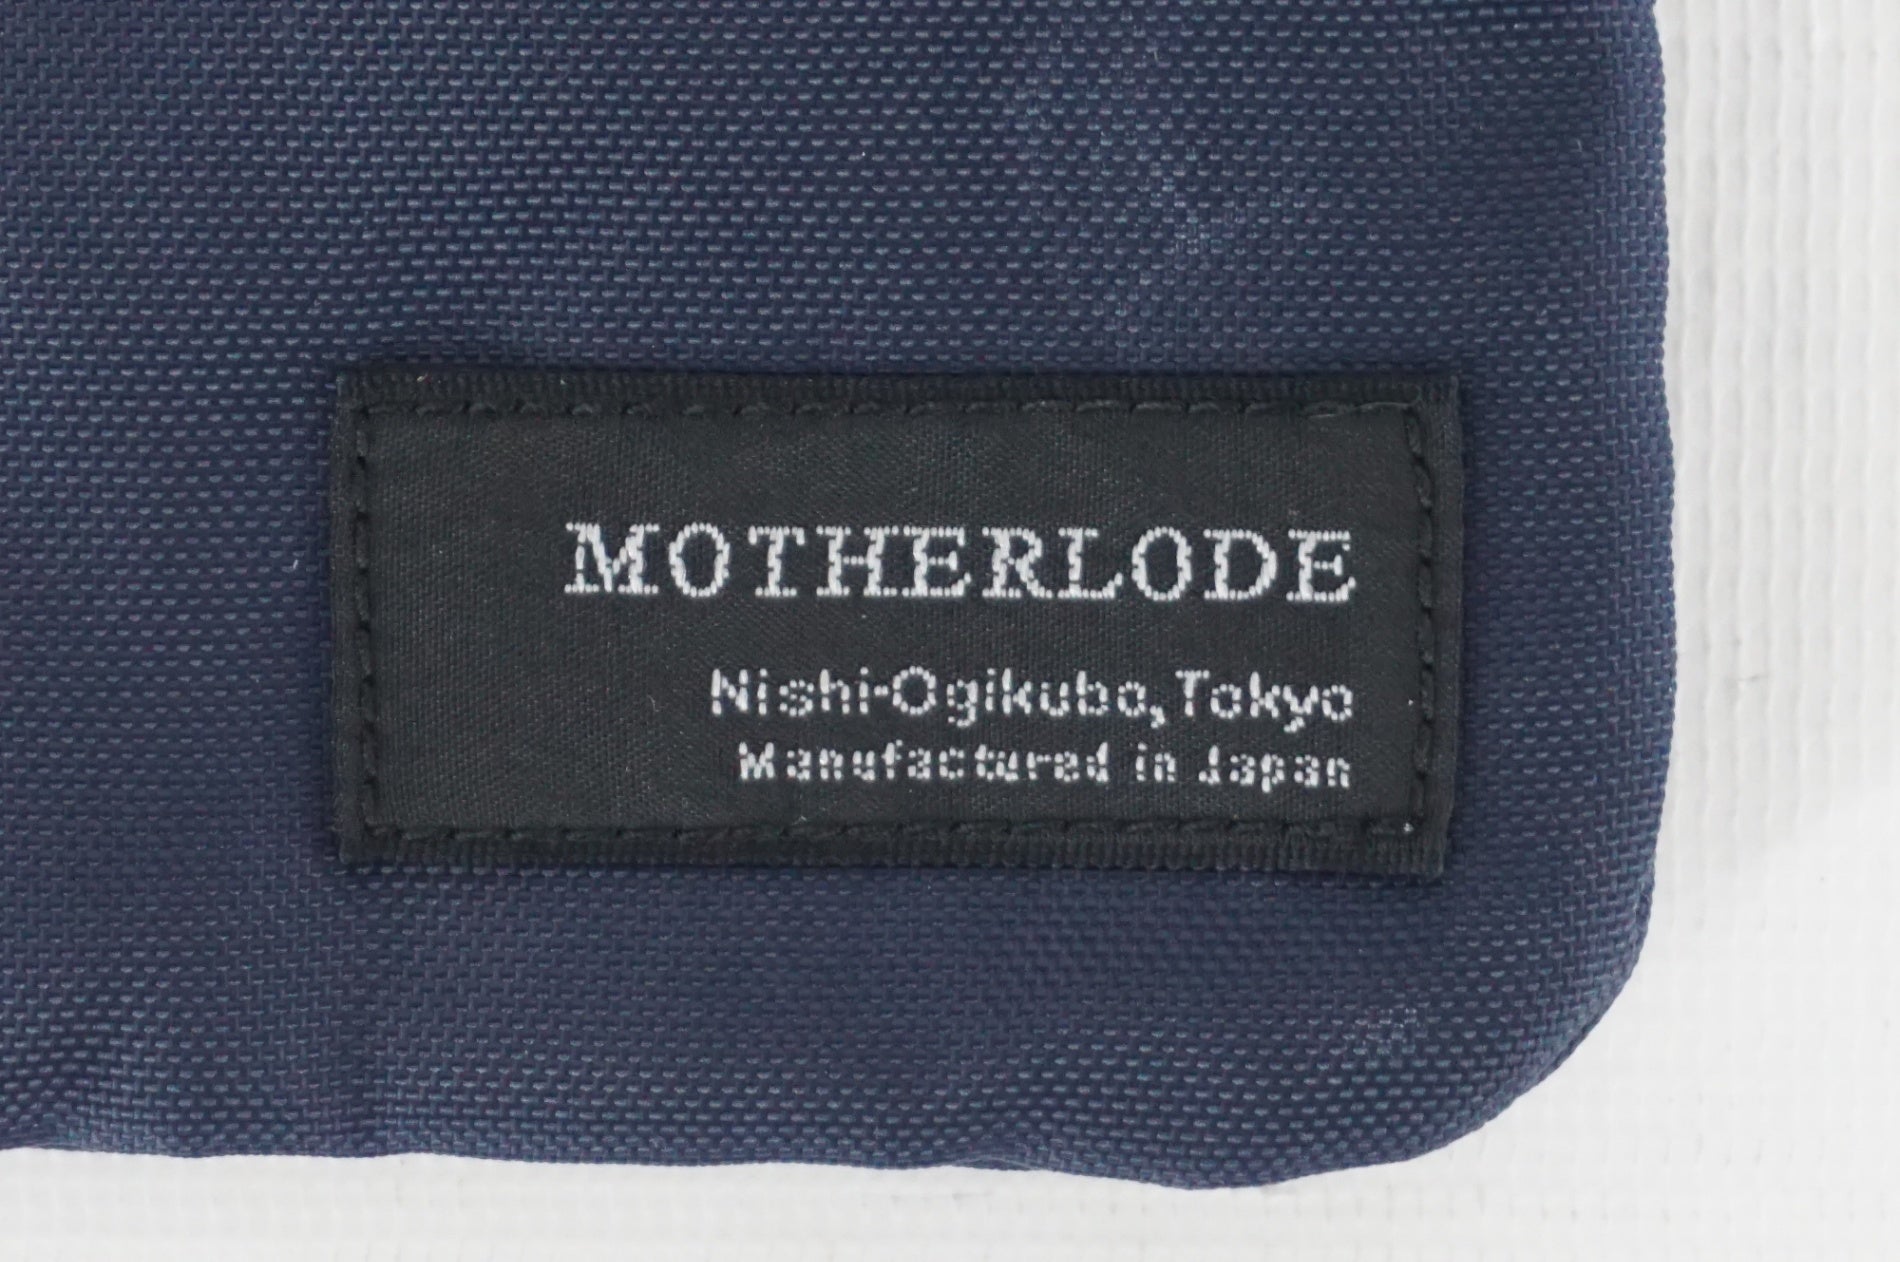 MOTHERLODE
Nishi-Ogikubo, Tokyo
Manufactured in Japan